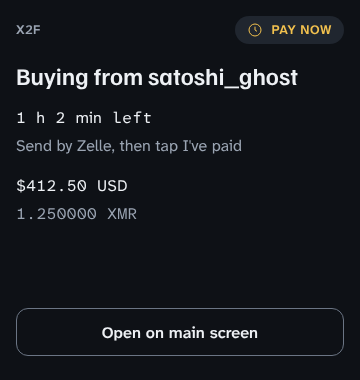 X2F
PAY NOW
Buying from satoshi_ghost
1 h 2 min left
Send by Zelle, then tap I've paid
$412.50 USD
1.250000 XMR
Open on main screen